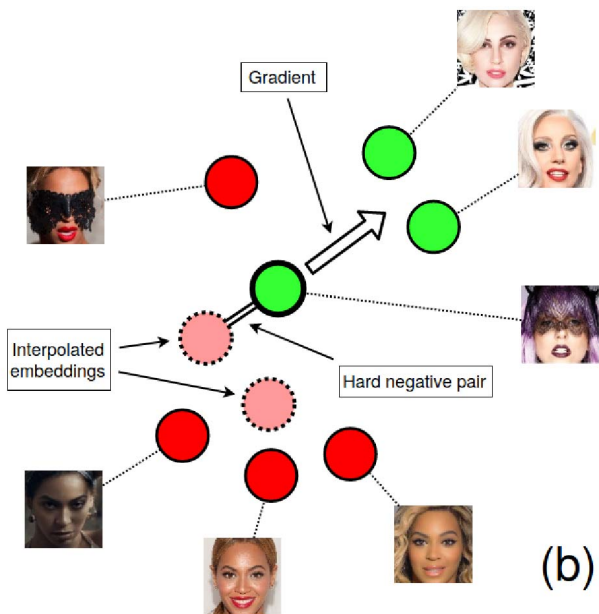 Gradient
Interpolated
embeddings
Hard negative pair
(b)